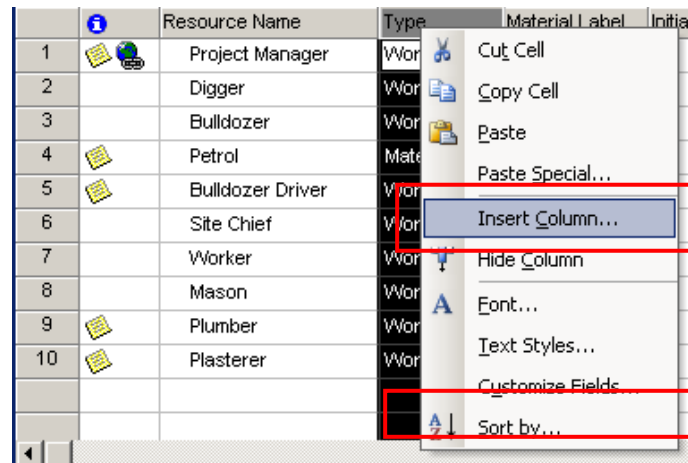 Resource Name Type Material Label Initia
1 Project Manager Wor
2 Digger Wor
3 Bulldozer Wor
4 Petrol Mate
5 Bulldozer Driver Wor
6 Site Chief Wor
7 Worker Wor
8 Mason Wor
9 Plumber Wor
10 Plasterer Wor
Cut Cell
Copy Cell
Paste
Paste Special...
Insert Column...
Hide Column
Font...
Text Styles...
Customize Fields...
Sort by...